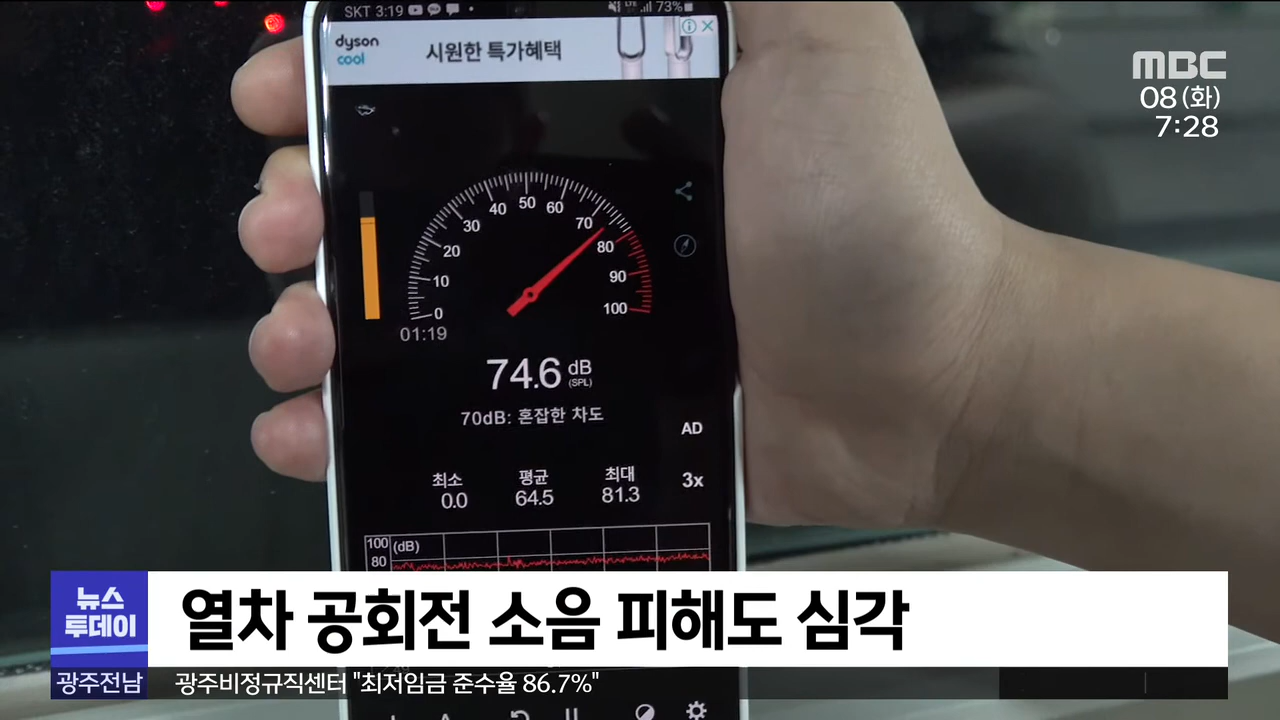 SKT 3:19
73%
dyson
cool
시원한 특가혜택
MBC
08 (화)
7:28
0
10
20
30
40
50
60
70
80
90
100
01:19
74.6 dB
(SPL)
70dB: 혼잡한 차도
AD
3x
최소 평균 최대
0.0 64.5 81.3
100 (dB)
80
뉴스
투데이
열차 공회전 소음 피해도 심각
광주전남
광주비정규직센터 "최저임금 준수율 86.7%"